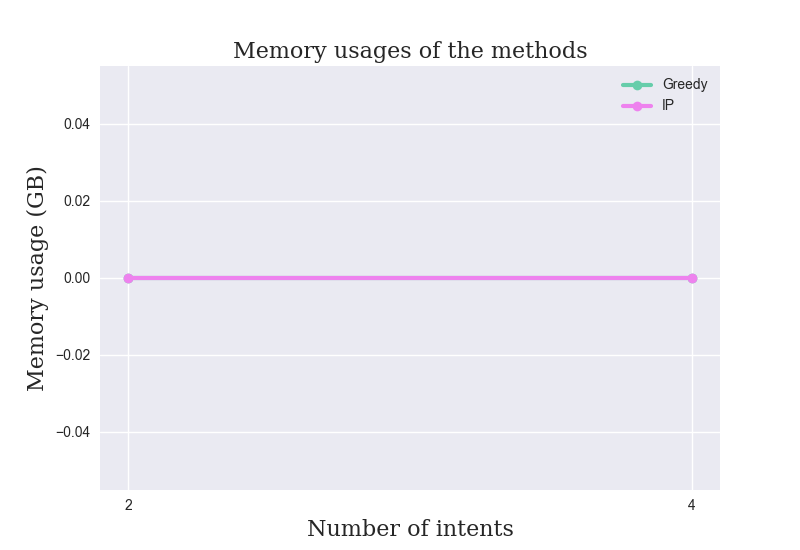 Memory usages of the methods
Greedy
IP
0.04
0.02
0.00
−0.02
−0.04
Memory usage (GB)
2
4
Number of intents